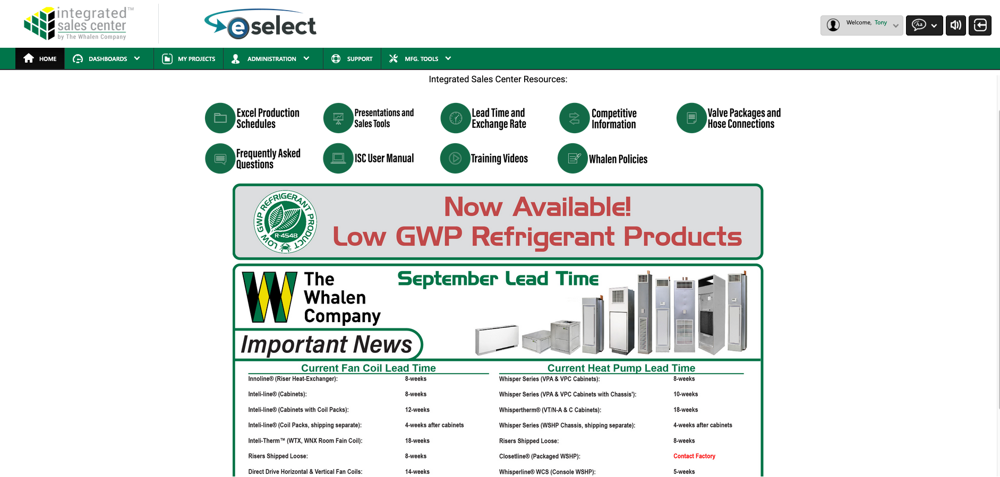 integrated™
sales center
by The Whalen Company
eselect
Welcome, Tony
Aa
HOME
DASHBOARDS
MY PROJECTS
ADMINISTRATION
SUPPORT
MFG. TOOLS
Integrated Sales Center Resources:
Excel Production
Schedules
Presentations and
Sales Tools
Lead Time and
Exchange Rate
Competitive
Information
Valve Packages and
Hose Connections
Frequently Asked
Questions
ISC User Manual
Training Videos
Whalen Policies
LOW GWP REFRIGERANT PRODUCT
R-454B
Now Available!
Low GWP Refrigerant Products
The
Whalen
Company
September Lead Time
Important News
Current Fan Coil Lead Time
Innoline® (Riser Heat-Exchanger): 8-weeks
Inteli-line® (Cabinets): 8-weeks
Inteli-line® (Cabinets with Coil Packs): 12-weeks
Inteli-line® (Coil Packs, shipping separate): 4-weeks after cabinets
Inteli-Therm™ (WTX, WNX Room Fain Coil): 18-weeks
Risers Shipped Loose: 8-weeks
Direct Drive Horizontal & Vertical Fan Coils: 14-weeks
Current Heat Pump Lead Time
Whisper Series (VPA & VPC Cabinets): 8-weeks
Whisper Series (VPA & VPC Cabinets with Chassis'): 10-weeks
Whispertherm® (VT/N-A & C Cabinets): 18-weeks
Whisper Series (WSHP Chassis, shipping separate): 4-weeks after cabinets
Risers Shipped Loose: 8-weeks
Closetline® (Packaged WSHP): Contact Factory
Whisperline® WCS (Console WSHP): 5-weeks